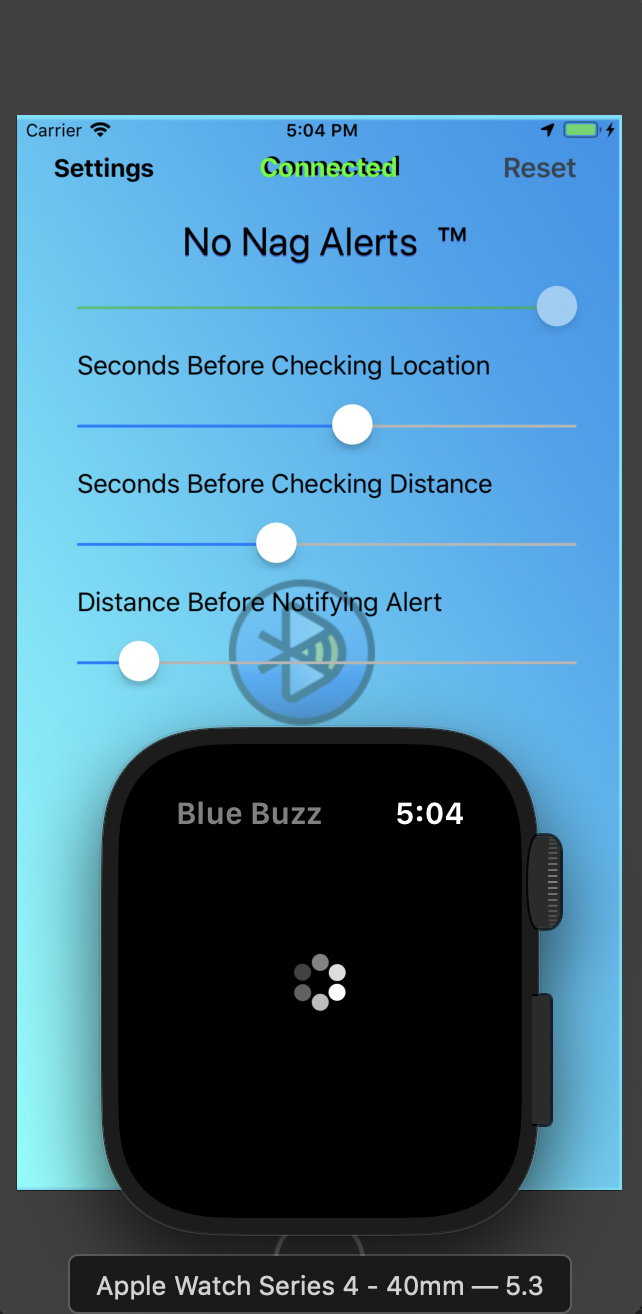 Carrier 5:04 PM
Settings Connected Reset
No Nag Alerts ™
Seconds Before Checking Location
Seconds Before Checking Distance
Distance Before Notifying Alert
Blue Buzz 5:04
Apple Watch Series 4 - 40mm — 5.3